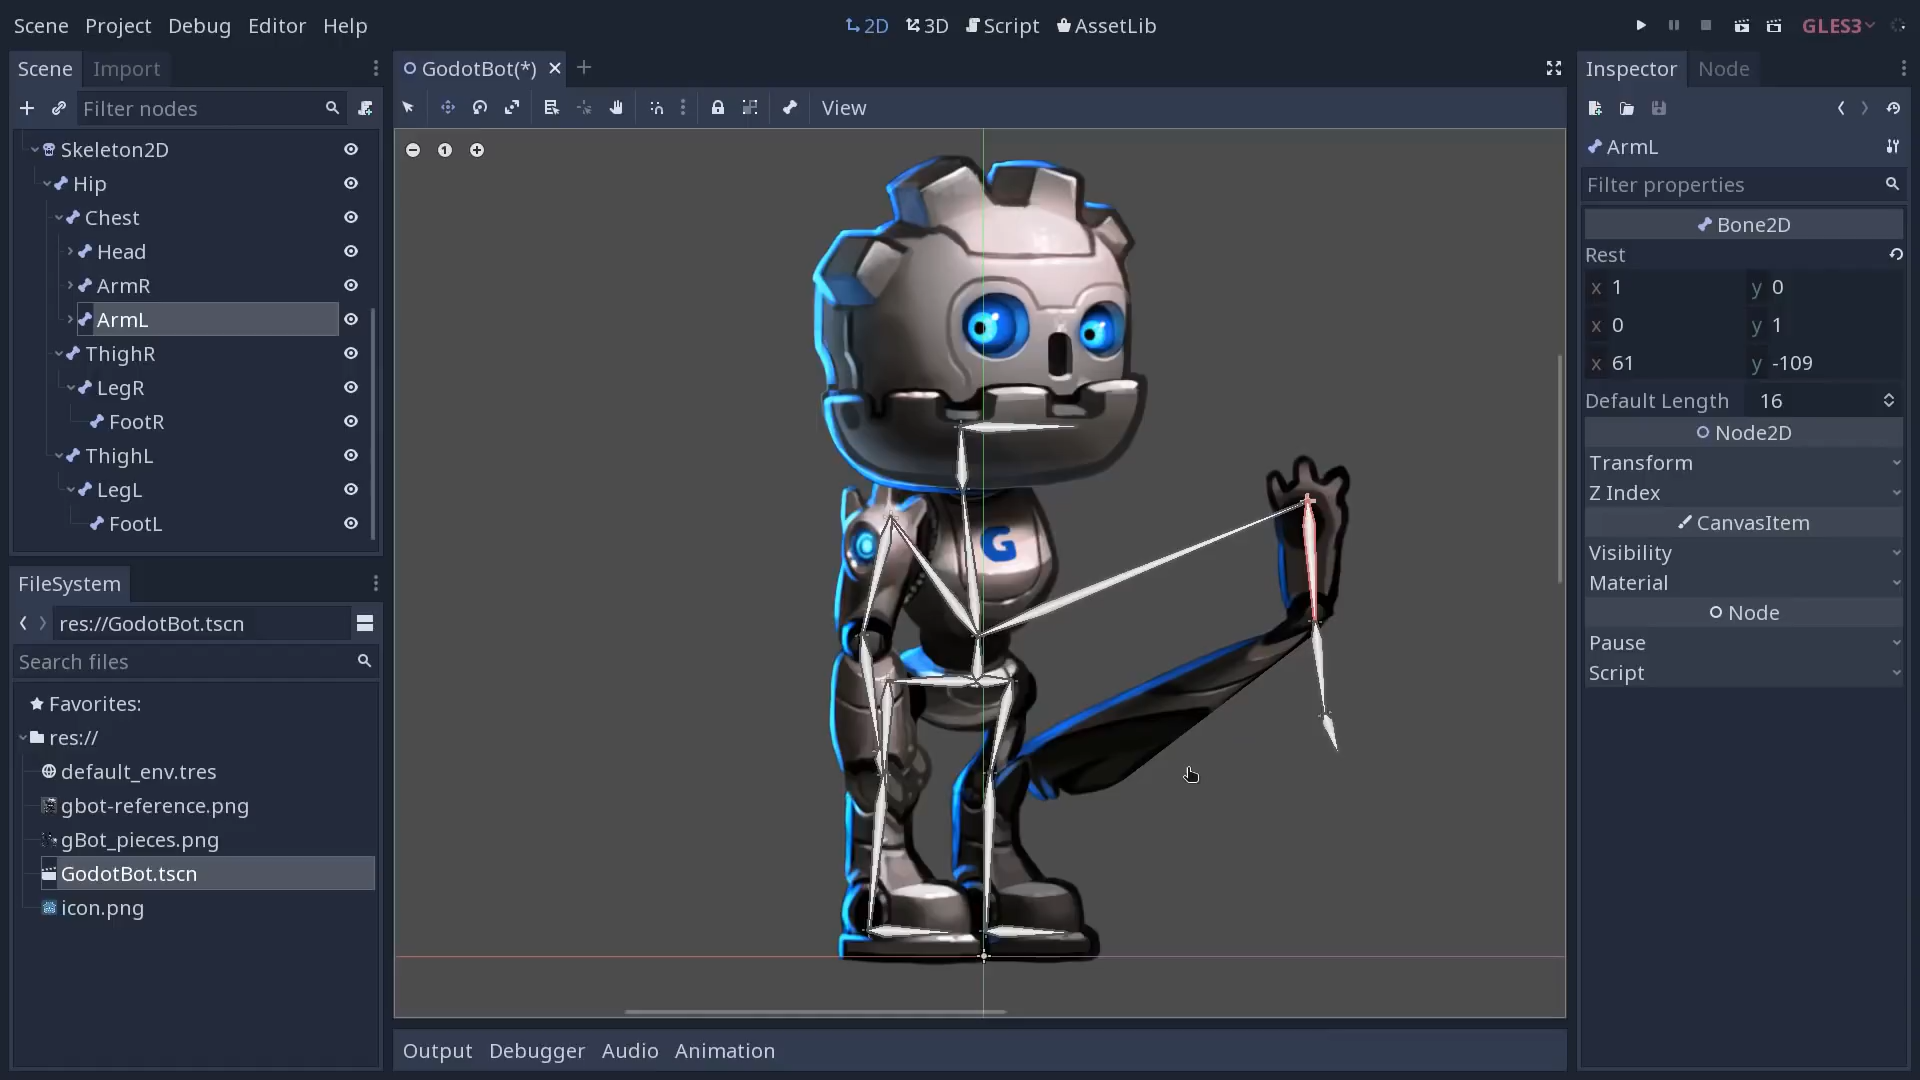 Scene Project Debug Editor Help
2D 3D Script AssetLib
GLES3
Scene Import
Filter nodes
Skeleton2D
Hip
Chest
Head
ArmR
ArmL
ThighR
LegR
FootR
ThighL
LegL
FootL
FileSystem
res://GodotBot.tscn
Search files
Favorites:
res://
default_env.tres
gbot-reference.png
gBot_pieces.png
GodotBot.tscn
icon.png
GodotBot(*)
View
1
G
Output Debugger Audio Animation
Inspector Node
ArmL
Filter properties
Bone2D
Rest
x 1 y 0
x 0 y 1
x 61 y -109
Default Length 16
Node2D
Transform
Z Index
CanvasItem
Visibility
Material
Node
Pause
Script